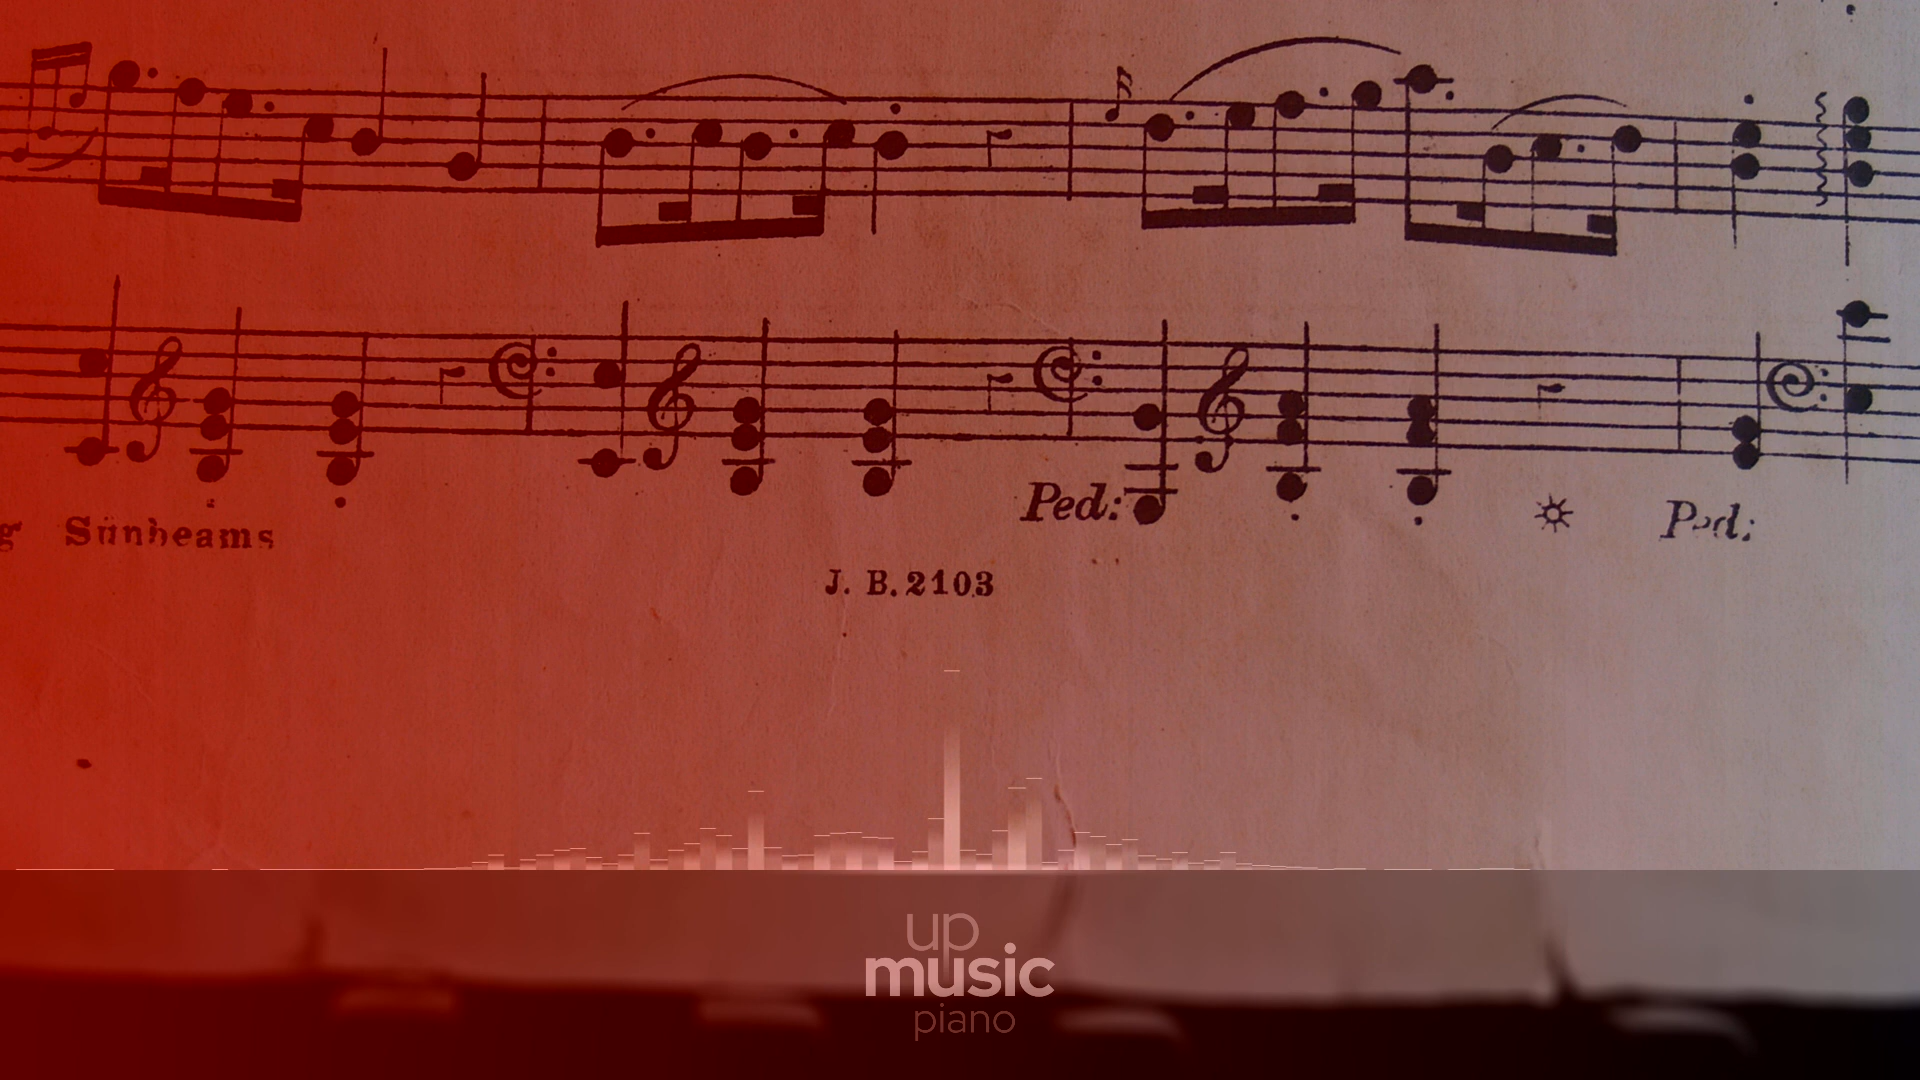 Ped:
g Sunbeams
Ped:
J. B. 2103
up
music
piano